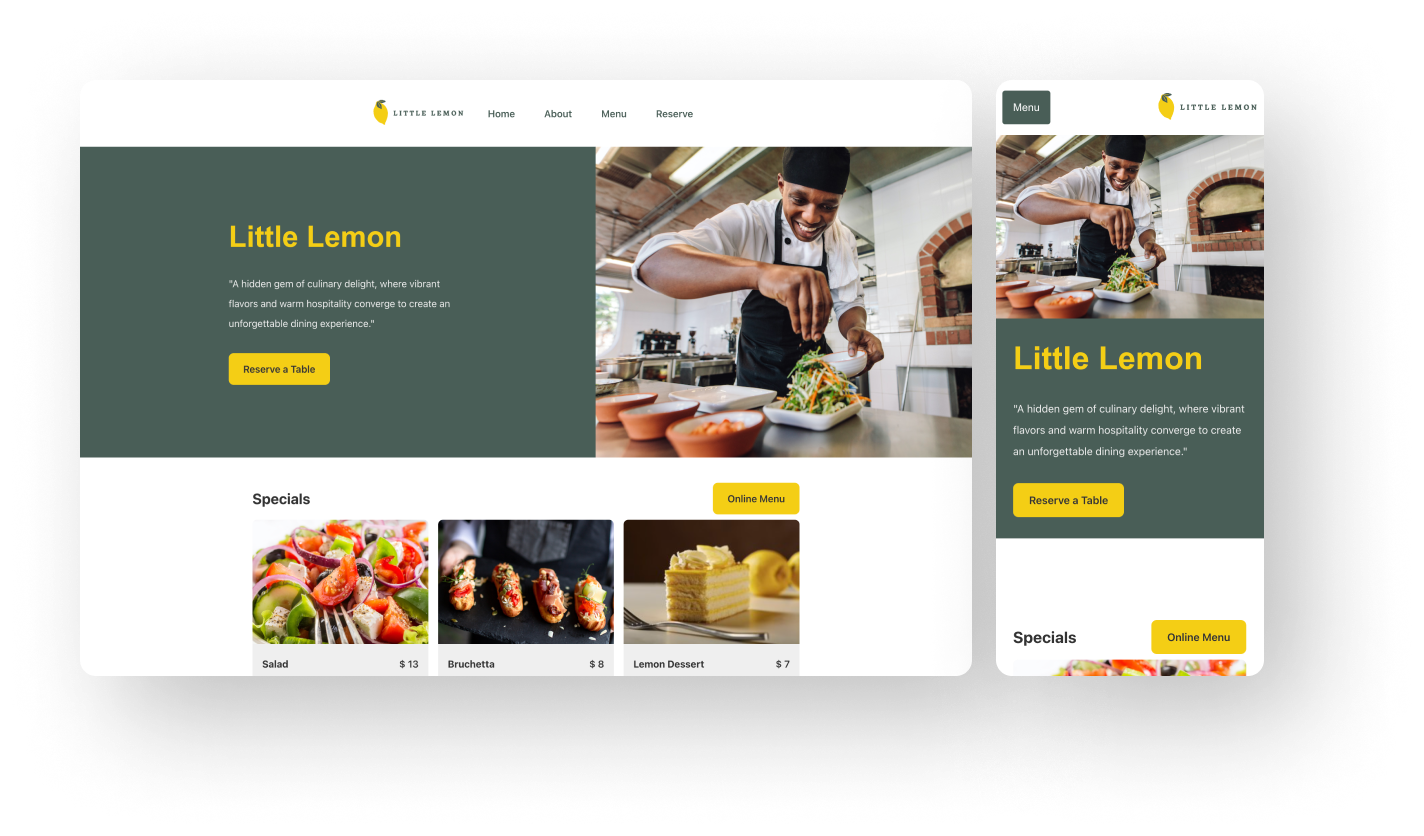 LITTLE LEMON
Home
About
Menu
Reserve
Little Lemon
"A hidden gem of culinary delight, where vibrant
flavors and warm hospitality converge to create an
unforgettable dining experience."
Reserve a Table
Specials
Online Menu
Salad
$ 13
Bruchetta
$ 8
Lemon Dessert
$ 7
Menu
LITTLE LEMON
Little Lemon
"A hidden gem of culinary delight, where vibrant
flavors and warm hospitality converge to create
an unforgettable dining experience."
Reserve a Table
Specials
Online Menu